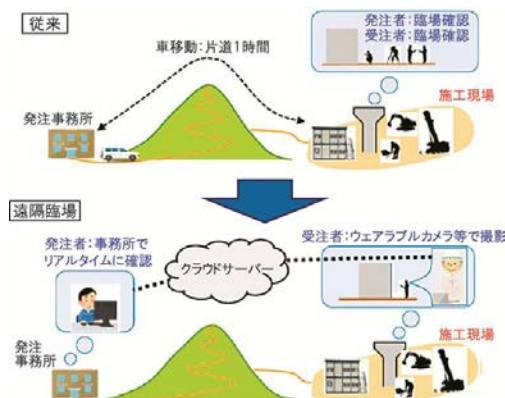 従来
発注者：臨場確認
受注者：臨場確認
車移動：片道1時間
発注事務所
施工現場
遠隔臨場
発注者：事務所で
リアルタイムに確認
クラウドサーバー
受注者：ウェアラブルカメラ等で撮影
発注
事務所
施工現場